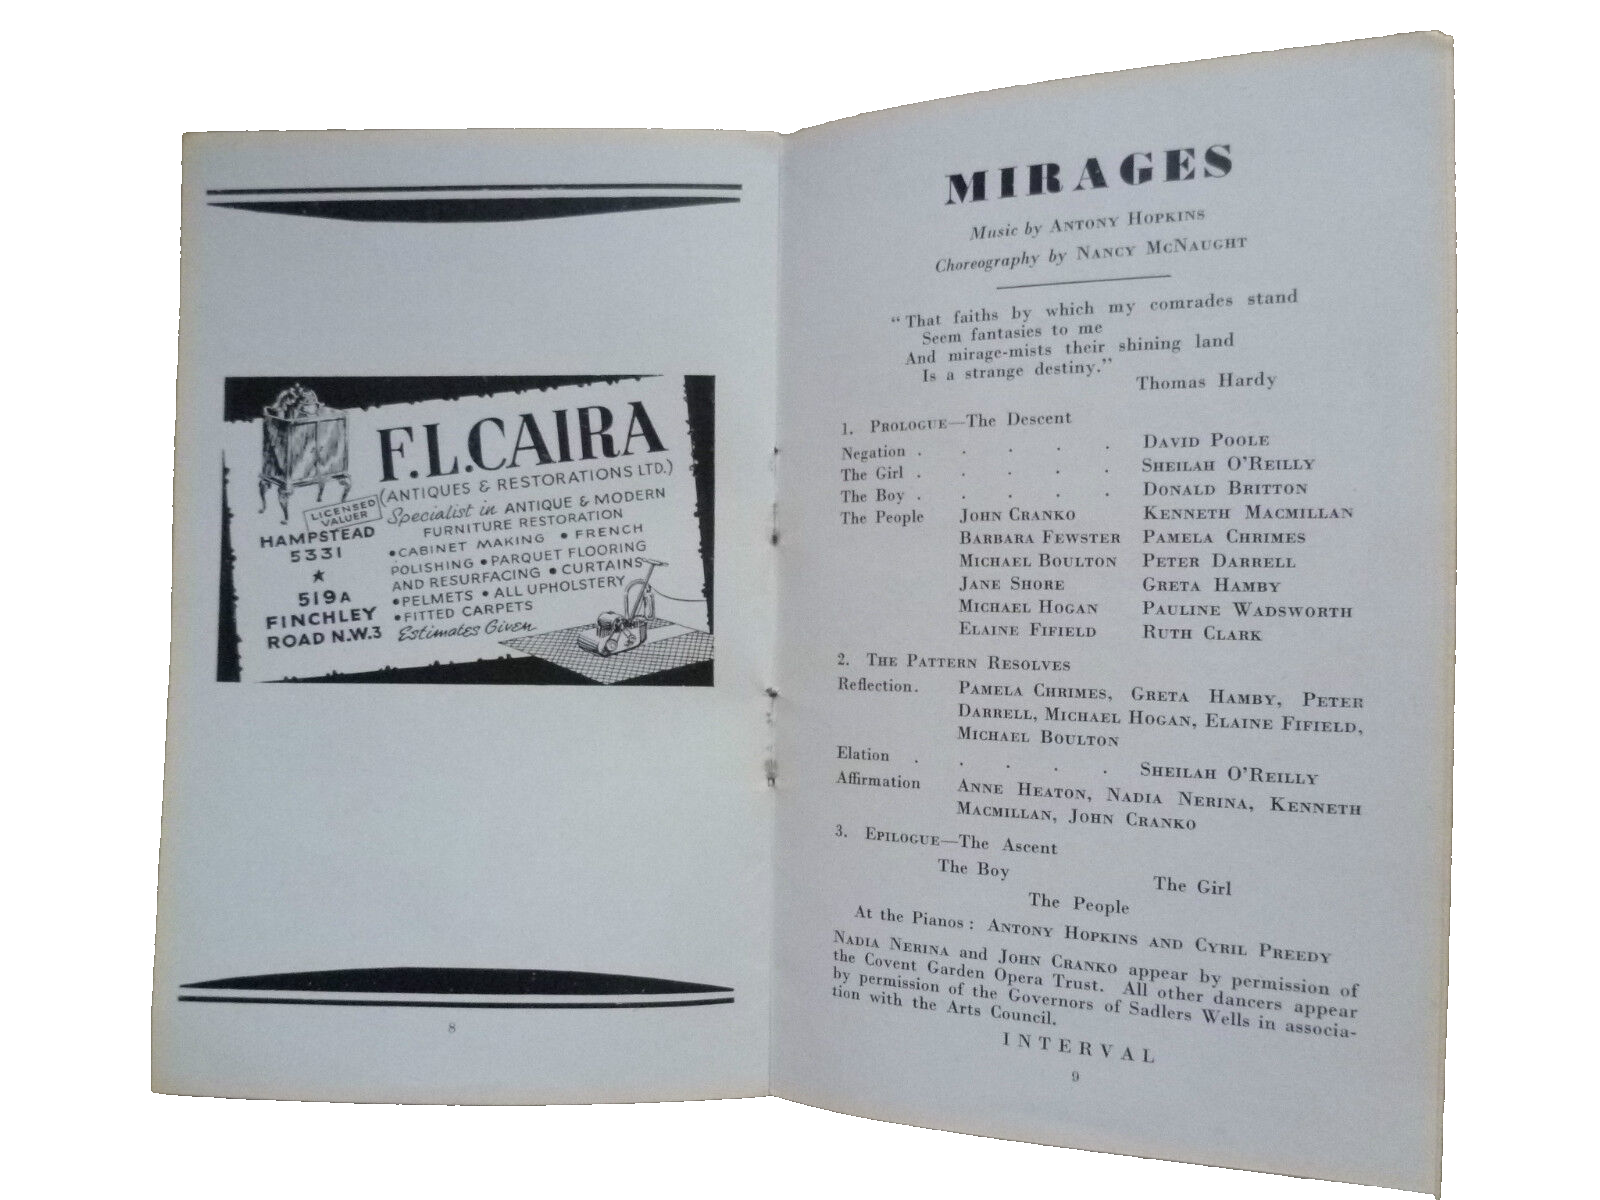 F.L.CAIRA
(ANTIQUES & RESTORATIONS LTD.)
LICENSED
VALUER
HAMPSTEAD
5331
★
519A
FINCHLEY
ROAD N.W.3
Specialist in ANTIQUE & MODERN
FURNITURE RESTORATION
•CABINET MAKING •FRENCH
POLISHING •PARQUET FLOORING
AND RESURFACING •CURTAINS
•PELMETS •ALL UPHOLSTERY
•FITTED CARPETS
Estimates Given
8
MIRAGES
Music by ANTONY HOPKINS
Choreography by NANCY MCNAUGHT
“That faiths by which my comrades stand
Seem fantasies to me
And mirage-mists their shining land
Is a strange destiny.”
Thomas Hardy
1. PROLOGUE—The Descent
Negation . . . . . DAVID POOLE
The Girl . . . . . SHEILAH O'REILLY
The Boy . . . . . DONALD BRITTON
The People JOHN CRANKO KENNETH MACMILLAN
BARBARA FEWSTER PAMELA CHRIMES
MICHAEL BOULTON PETER DARRELL
JANE SHORE GRETA HAMBY
MICHAEL HOGAN PAULINE WADSWORTH
ELAINE FIFIELD RUTH CLARK
2. THE PATTERN RESOLVES
Reflection. PAMELA CHRIMES, GRETA HAMBY, PETER
DARRELL, MICHAEL HOGAN, ELAINE FIFIELD,
MICHAEL BOULTON
Elation . . . . . SHEILAH O'REILLY
Affirmation ANNE HEATON, NADIA NERINA, KENNETH
MACMILLAN, JOHN CRANKO
3. EPILOGUE—The Ascent
The Boy The Girl
The People
At the Pianos: ANTONY HOPKINS AND CYRIL PREEDY
NADIA NERINA and JOHN CRANKO appear by permission of
the Covent Garden Opera Trust. All other dancers appear
by permission of the Governors of Sadlers Wells in associa-
tion with the Arts Council.
INTERVAL
9